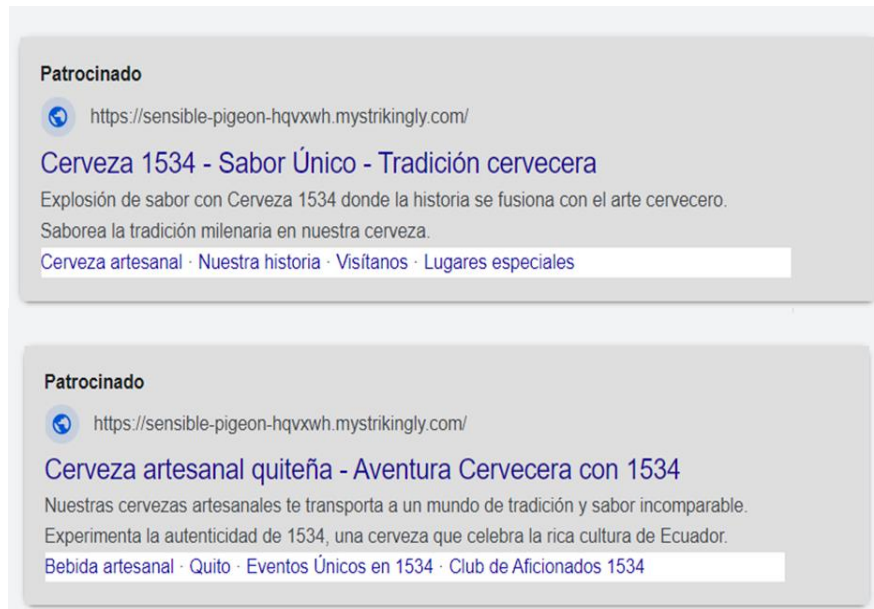 Patrocinado
https://sensible-pigeon-hqvxwh.mystrikingly.com/
Cerveza 1534 - Sabor Único - Tradición cervecera
Explosión de sabor con Cerveza 1534 donde la historia se fusiona con el arte cervecero.
Saborea la tradición milenaria en nuestra cerveza.
Cerveza artesanal · Nuestra historia · Visítanos · Lugares especiales
Patrocinado
https://sensible-pigeon-hqvxwh.mystrikingly.com/
Cerveza artesanal quiteña - Aventura Cervecera con 1534
Nuestras cervezas artesanales te transporta a un mundo de tradición y sabor incomparable.
Experimenta la autenticidad de 1534, una cerveza que celebra la rica cultura de Ecuador.
Bebida artesanal · Quito · Eventos Únicos en 1534 · Club de Aficionados 1534